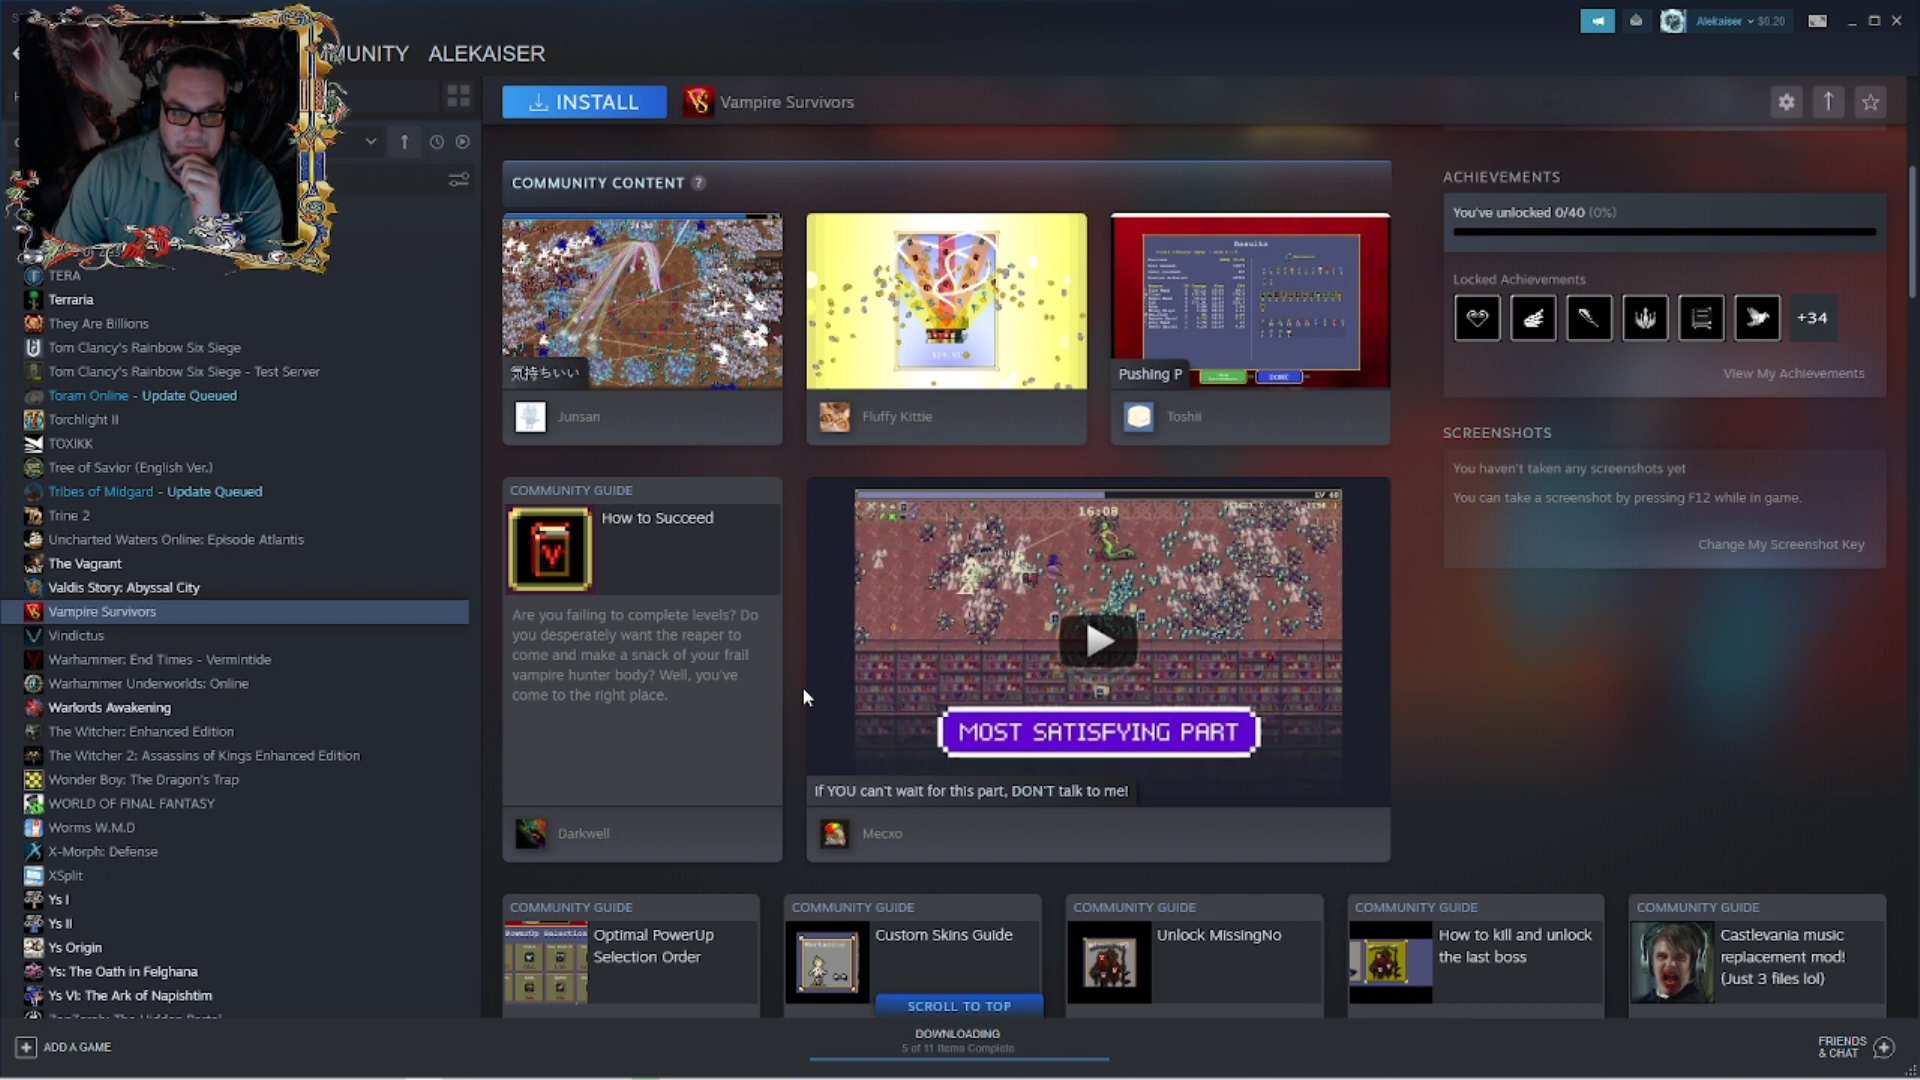 MUNITY ALEKAISER
Alekaiser $0.20
INSTALL
Vampire Survivors
TERA
Terraria
They Are Billions
Tom Clancy's Rainbow Six Siege
Tom Clancy's Rainbow Six Siege - Test Server
Toram Online - Update Queued
Torchlight II
TOXIKK
Tree of Savior (English Ver.)
Tribes of Midgard - Update Queued
Trine 2
Uncharted Waters Online: Episode Atlantis
The Vagrant
Valdis Story: Abyssal City
Vampire Survivors
Vindictus
Warhammer: End Times - Vermintide
Warhammer Underworlds: Online
Warlords Awakening
The Witcher: Enhanced Edition
The Witcher 2: Assassins of Kings Enhanced Edition
Wonder Boy: The Dragon's Trap
WORLD OF FINAL FANTASY
Worms W.M.D
X-Morph: Defense
XSplit
Ys I
Ys II
Ys Origin
Ys: The Oath in Felghana
Ys VI: The Ark of Napishtim
ADD A GAME
COMMUNITY CONTENT ?
気持ちいい
Junsan
Fluffy Kittie
Results
DONE
Pushing P
Toshii
COMMUNITY GUIDE
How to Succeed
Are you failing to complete levels? Do
you desperately want the reaper to
come and make a snack of your frail
vampire hunter body? Well, you've
come to the right place.
Darkwell
LV 40
16:08
MOST SATISFYING PART
If YOU can't wait for this part, DON'T talk to me!
Mecxo
COMMUNITY GUIDE
Optimal PowerUp
Selection Order
COMMUNITY GUIDE
Custom Skins Guide
COMMUNITY GUIDE
Unlock MissingNo
COMMUNITY GUIDE
How to kill and unlock
the last boss
COMMUNITY GUIDE
Castlevania music
replacement mod!
(Just 3 files lol)
SCROLL TO TOP
DOWNLOADING
5 of 11 Items Complete
ACHIEVEMENTS
You've unlocked 0/40 (0%)
Locked Achievements
+34
View My Achievements
SCREENSHOTS
You haven't taken any screenshots yet
You can take a screenshot by pressing F12 while in game.
Change My Screenshot Key
FRIENDS
& CHAT